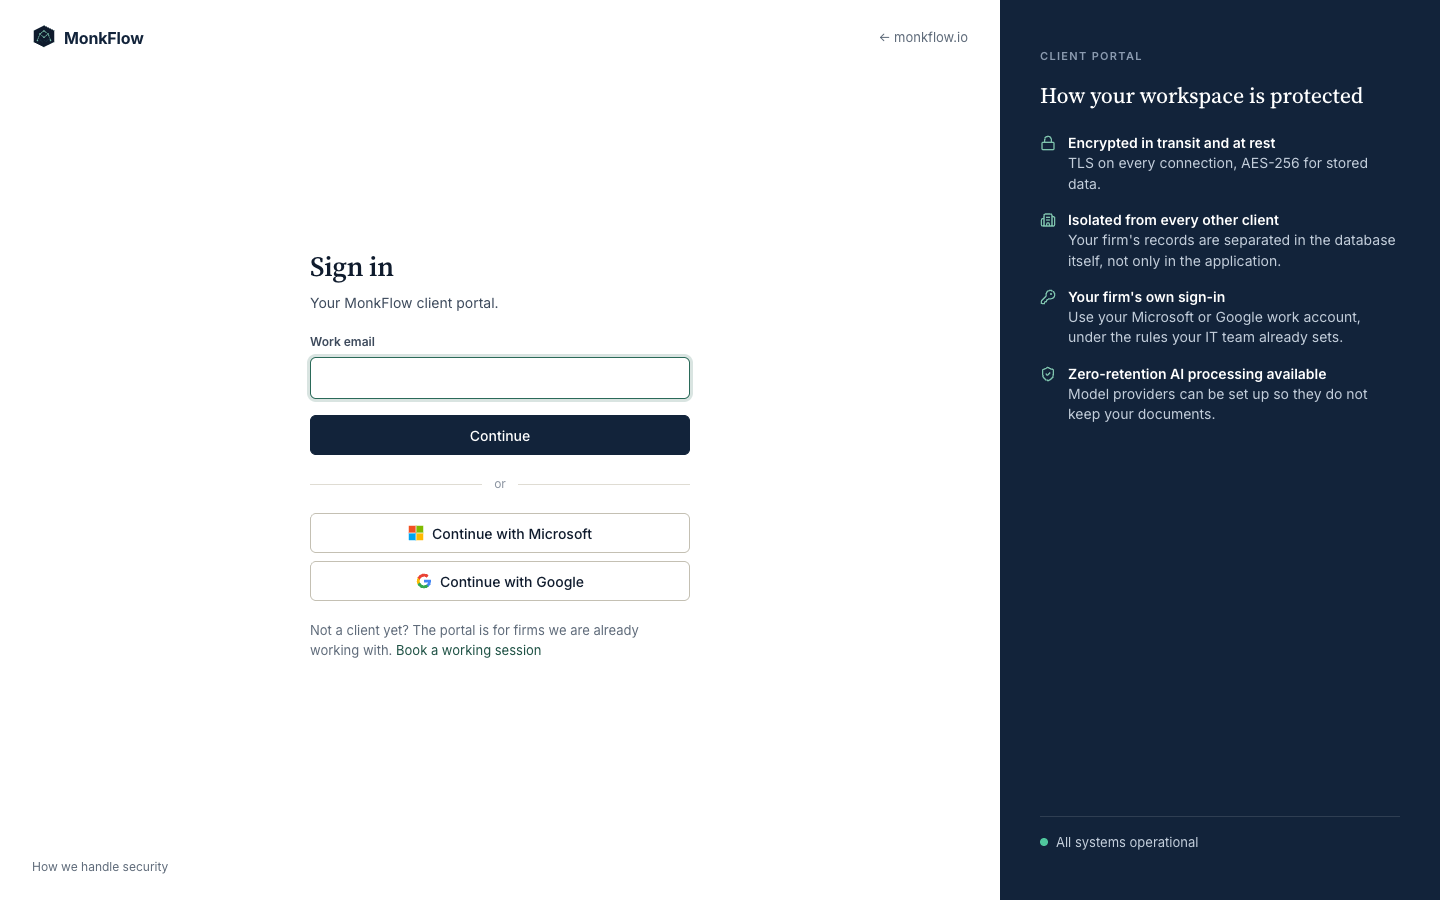 MonkFlow
← monkflow.io
Sign in
Your MonkFlow client portal.
Work email
Continue
or
Continue with Microsoft
Continue with Google
Not a client yet? The portal is for firms we are already
working with. Book a working session
How we handle security
CLIENT PORTAL
How your workspace is protected
Encrypted in transit and at rest
TLS on every connection, AES-256 for stored
data.
Isolated from every other client
Your firm's records are separated in the database
itself, not only in the application.
Your firm's own sign-in
Use your Microsoft or Google work account,
under the rules your IT team already sets.
Zero-retention AI processing available
Model providers can be set up so they do not
keep your documents.
All systems operational